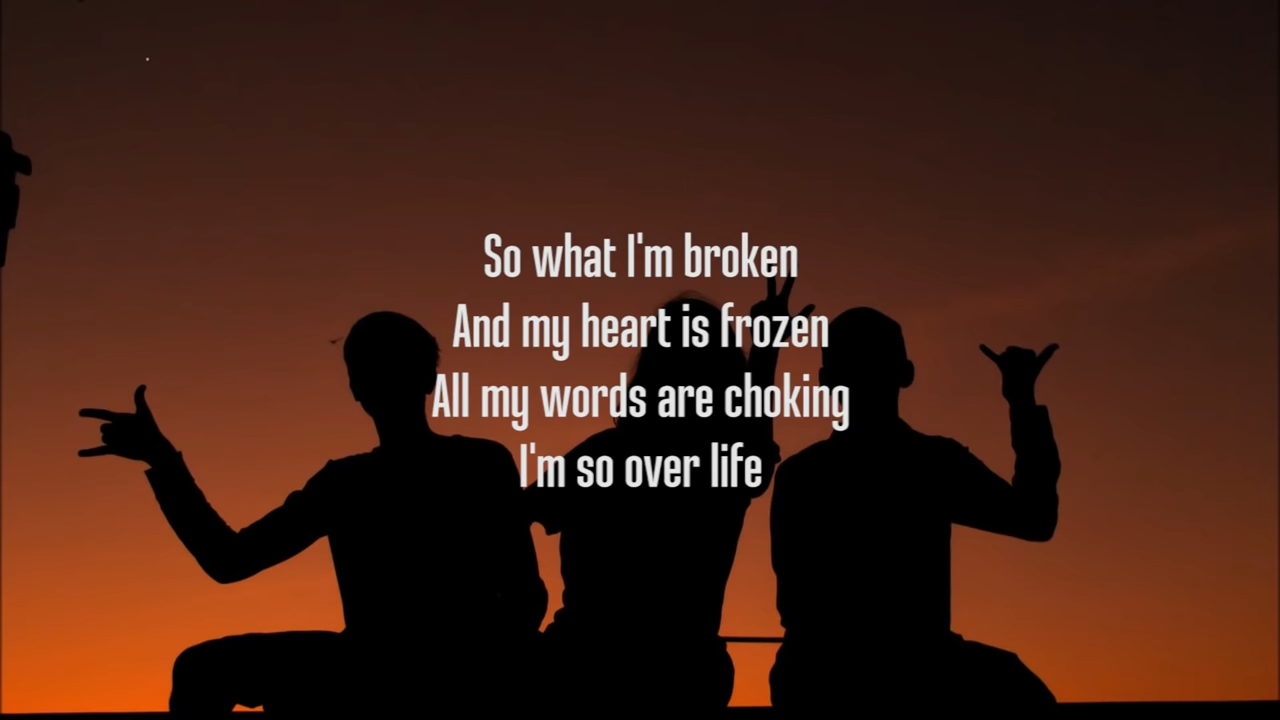 So what I'm broken
And my heart is frozen
All my words are choking
I'm so over life